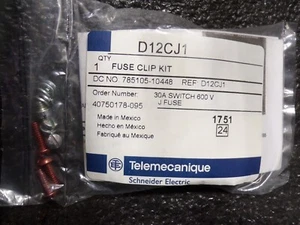 D12CJ1
QTY
1 FUSE CLIP KIT
DC NO. 785105-10448 REF: D12CJ1
Order Number: 30A SWITCH 600 V
40750178-095 J FUSE
Made in Mexico 1751
Hecho en México 24
Fabriqué au Mexique
Telemecanique
Schneider Electric